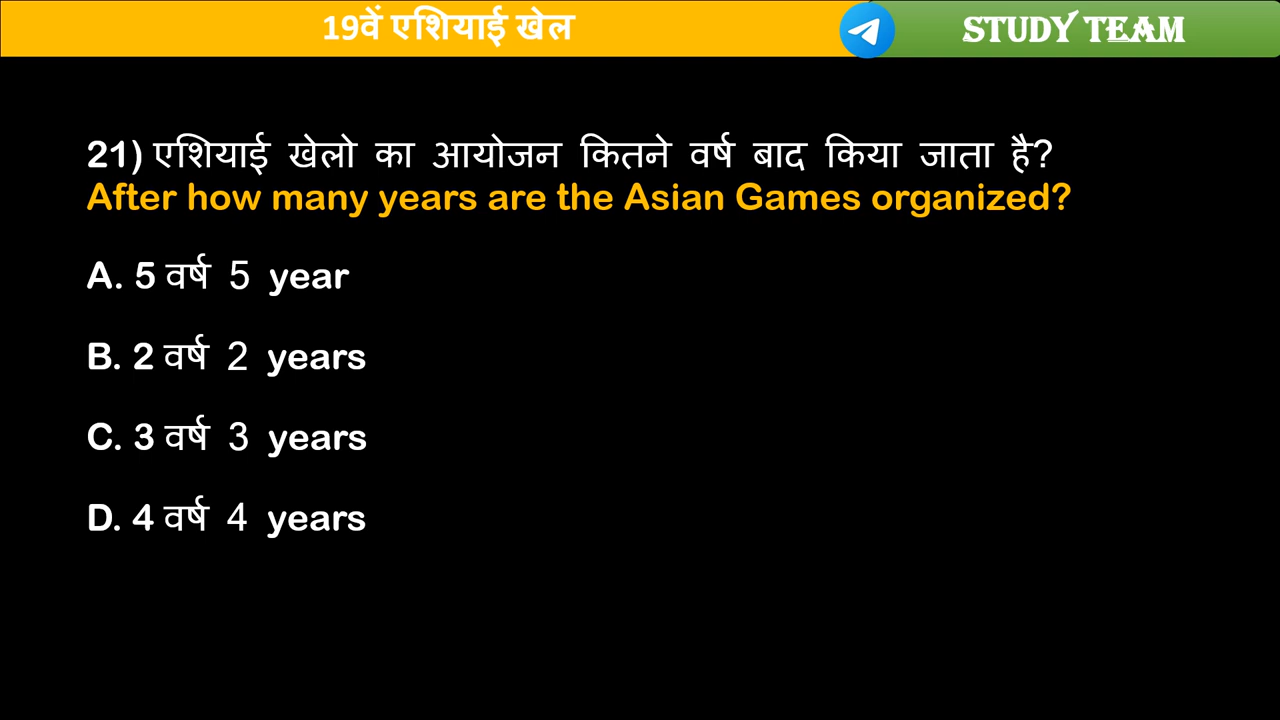 19वें एशियाई खेल
STUDY TEAM
21) एशियाई खेलो का आयोजन कितने वर्ष बाद किया जाता है?
After how many years are the Asian Games organized?
A. 5 वर्ष 5 year
B. 2 वर्ष 2 years
C. 3 वर्ष 3 years
D. 4 वर्ष 4 years